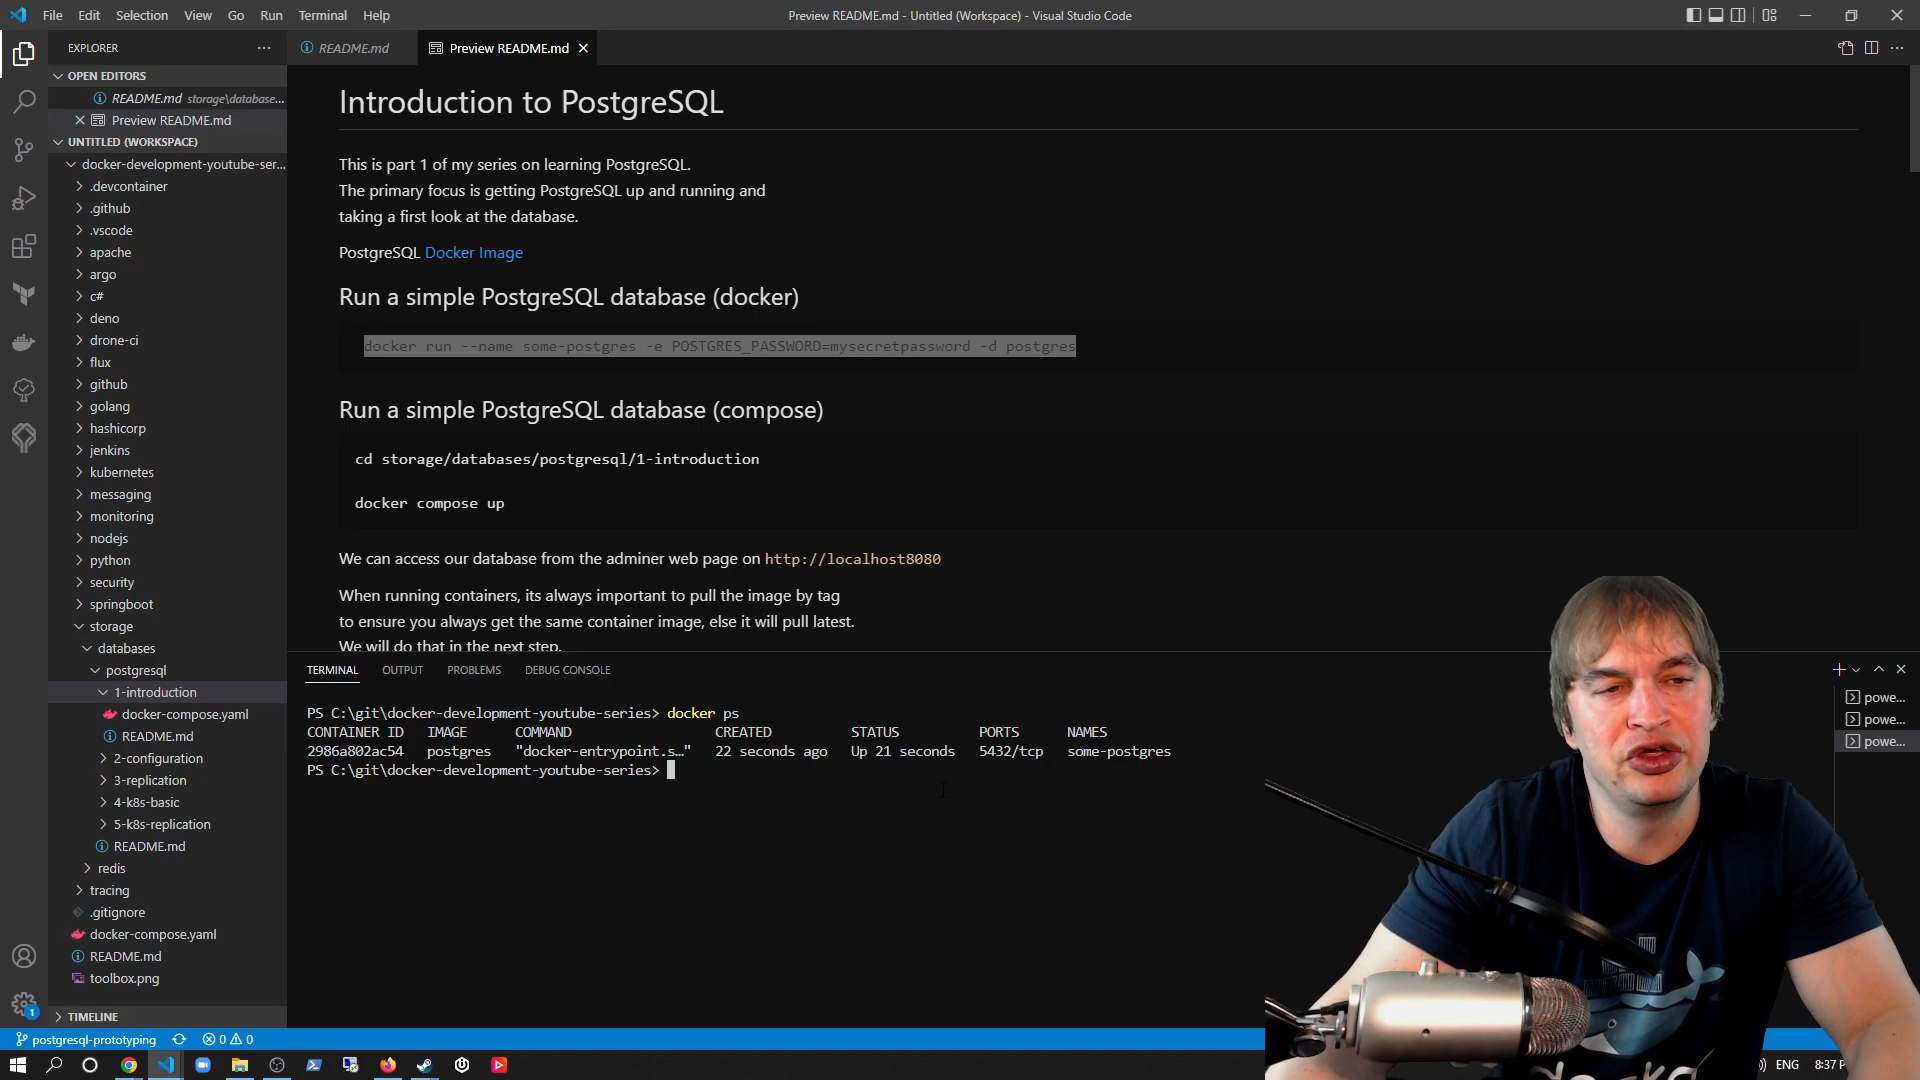 File Edit Selection View Go Run Terminal Help
Preview README.md - Untitled (Workspace) - Visual Studio Code
EXPLORER
README.md
Preview README.md
OPEN EDITORS
README.md storage\database...
Preview README.md
UNTITLED (WORKSPACE)
docker-development-youtube-ser...
.devcontainer
.github
.vscode
apache
argo
c#
deno
drone-ci
flux
github
golang
hashicorp
jenkins
kubernetes
messaging
monitoring
nodejs
python
security
springboot
storage
databases
postgresql
1-introduction
docker-compose.yaml
README.md
2-configuration
3-replication
4-k8s-basic
5-k8s-replication
README.md
redis
tracing
.gitignore
docker-compose.yaml
README.md
toolbox.png
TIMELINE
Introduction to PostgreSQL
This is part 1 of my series on learning PostgreSQL.
The primary focus is getting PostgreSQL up and running and
taking a first look at the database.
PostgreSQL Docker Image
Run a simple PostgreSQL database (docker)
docker run --name some-postgres -e POSTGRES_PASSWORD=mysecretpassword -d postgres
Run a simple PostgreSQL database (compose)
cd storage/databases/postgresql/1-introduction
docker compose up
We can access our database from the adminer web page on http://localhost8080
When running containers, its always important to pull the image by tag
to ensure you always get the same container image, else it will pull latest.
We will do that in the next step.
TERMINAL OUTPUT PROBLEMS DEBUG CONSOLE
PS C:\git\docker-development-youtube-series> docker ps
CONTAINER ID IMAGE COMMAND CREATED STATUS PORTS NAMES
2986a802ac54 postgres "docker-entrypoint.s…" 22 seconds ago Up 21 seconds 5432/tcp some-postgres
PS C:\git\docker-development-youtube-series>
powe...
powe...
powe...
1
postgresql-prototyping 0 0
ENG 8:37